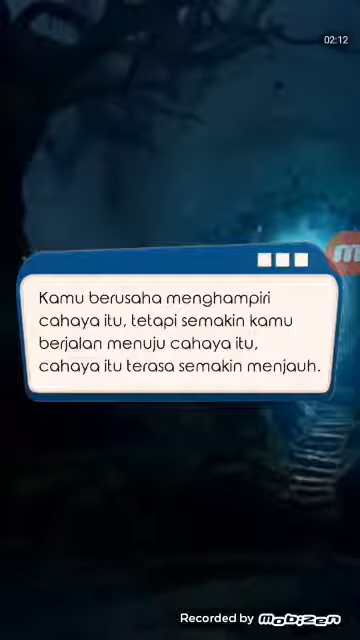 02:12
Kamu berusaha menghampiri
cahaya itu, tetapi semakin kamu
berjalan menuju cahaya itu,
cahaya itu terasa semakin menjauh.
Recorded by mobizen